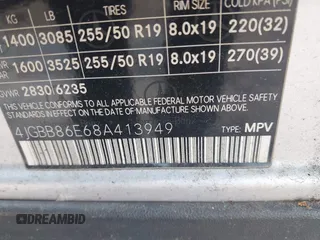 KG LB TIRES RIM SIZE COLD KPA (PSI)
1400 3085 255/50 R19 8.0x19 220(32)
AR 1600 3525 255/50 R19 8.0x19 270(39)
GVWR 2830 6235
THIS VEHICLE CONFORMS TO ALL APPLICABLE FEDERAL MOTOR VEHICLE SAFETY
STANDARDS IN EFFECT ON THE DATE OF MANUFACTURE SHOWN ABOVE.
4JGBB86E68A413949 TYPE: MPV
DREAMBID